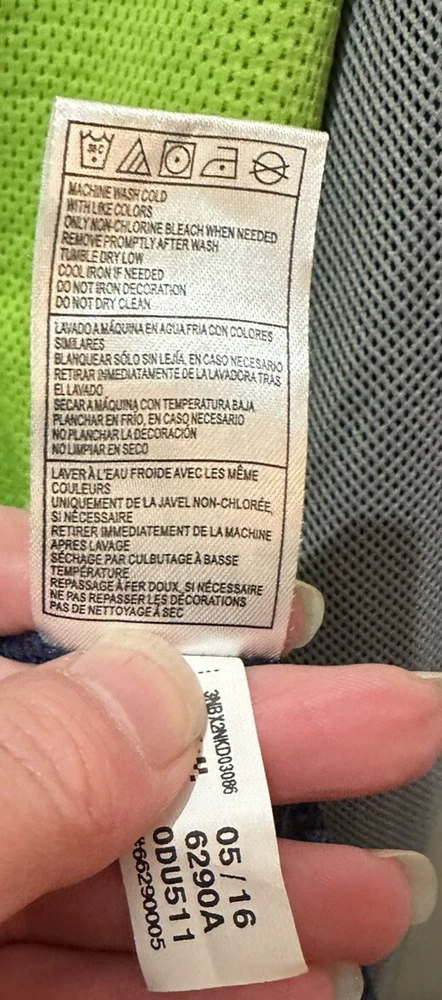 30 C
MACHINE WASH COLD
WITH LIKE COLORS
ONLY NON-CHLORINE BLEACH WHEN NEEDED
REMOVE PROMPTLY AFTER WASH
TUMBLE DRY LOW
COOL IRON IF NEEDED
DO NOT IRON DECORATION
DO NOT DRY CLEAN
LAVADO A MÁQUINA EN AGUA FRIA CON COLORES
SIMILARES
BLANQUEAR SÓLO SIN LEJÍA, EN CASO NECESARIO
RETIRAR INMEDIATAMENTE DE LA LAVADORA TRAS
EL LAVADO
SECAR A MÁQUINA CON TEMPERATURA BAJA
PLANCHAR EN FRÍO, EN CASO NECESARIO
NO PLANCHAR LA DECORACIÓN
NO LIMPIAR EN SECO
LAVER À L'EAU FROIDE AVEC LES MÊME
COULEURS
UNIQUEMENT DE LA JAVEL NON-CHLORÉE,
SI NÉCESSAIRE
RETIRER IMMEDIATEMENT DE LA MACHINE
APRES LAVAGE
SÉCHAGE PAR CULBUTAGE À BASSE
TEMPÉRATURE
REPASSAGE À FER DOUX, SI NÉCESSAIRE
NE PAS REPASSER LES DÉCORATIONS
PAS DE NETTOYAGE À SEC
3NBX2NKD03086
05/16
6290A
0DU511
66290005